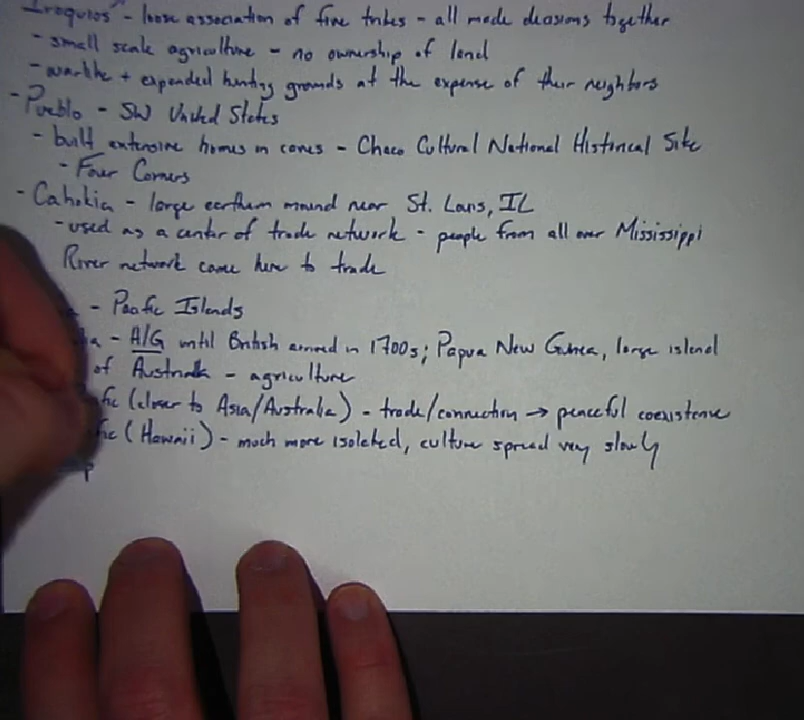 Iroquios - loose association of five tribes - all made decisions together
- small scale agriculture - no ownership of land
- warlike + expanded hunting grounds at the expense of their neighbors
- Pueblo - SW United States
- built extensive homes in caves - Chaco Cultural National Historical Site
- Four Corners
- Cahokia - large earthen mound near St. Louis, IL
- used as a center of trade network - people from all over Mississippi
River network came here to trade
- Pacific Islands
- A/G until British arrived in 1700s; Papua New Guinea, large island
of Australia - agriculture
fic (closer to Asia/Australia) - trade/connection → peaceful coexistence
fic (Hawaii) - much more isolated, culture spread very slowly